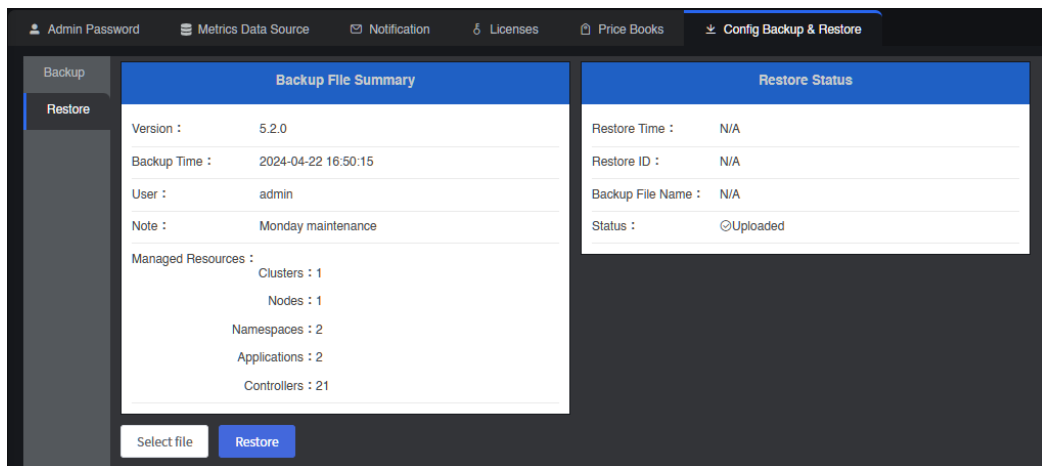 Admin Password Metrics Data Source Notification Licenses Price Books Config Backup & Restore
Backup
Restore
Backup File Summary
Version： 5.2.0
Backup Time： 2024-04-22 16:50:15
User： admin
Note： Monday maintenance
Managed Resources：
Clusters：1
Nodes：1
Namespaces：2
Applications：2
Controllers：21
Select file Restore
Restore Status
Restore Time： N/A
Restore ID： N/A
Backup File Name： N/A
Status： Uploaded